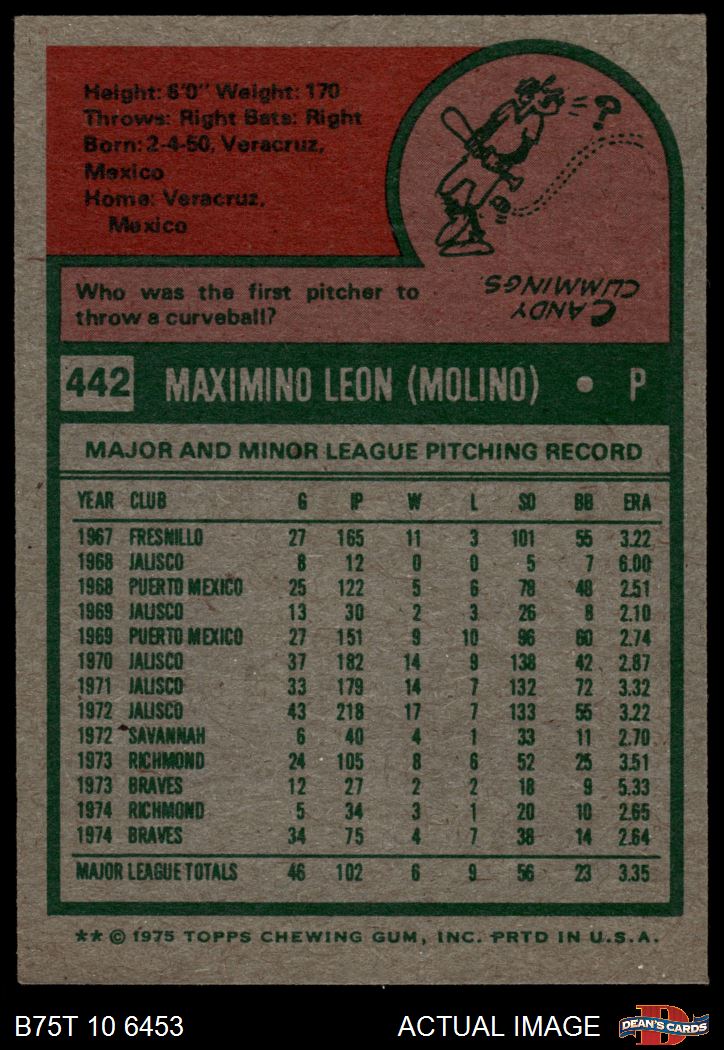 Height: 6'0" Weight: 170
Throws: Right Bats: Right
Born: 2-4-50, Veracruz,
Mexico
Home: Veracruz,
Mexico
?
CANDY
CUMMINGS.
Who was the first pitcher to
throw a curveball?
442 MAXIMINO LEON (MOLINO) • P
MAJOR AND MINOR LEAGUE PITCHING RECORD
YEAR CLUB G IP W L SO BB ERA
1967 FRESNILLO 27 165 11 3 101 55 3.22
1968 JALISCO 8 12 0 0 5 7 6.00
1968 PUERTO MEXICO 25 122 5 6 78 48 2.51
1969 JALISCO 13 30 2 3 26 8 2.10
1969 PUERTO MEXICO 27 151 9 10 96 60 2.74
1970 JALISCO 37 182 14 9 138 42 2.87
1971 JALISCO 33 179 14 7 132 72 3.32
1972 JALISCO 43 218 17 7 133 55 3.22
1972 SAVANNAH 6 40 4 1 33 11 2.70
1973 RICHMOND 24 105 8 6 52 25 3.51
1973 BRAVES 12 27 2 2 18 9 5.33
1974 RICHMOND 5 34 3 1 20 10 2.65
1974 BRAVES 34 75 4 7 38 14 2.64
MAJOR LEAGUE TOTALS 46 102 6 9 56 23 3.35
** © 1975 TOPPS CHEWING GUM, INC. PRTD IN U.S.A.
B75T 10 6453 ACTUAL IMAGE D DEAN'S CARDS